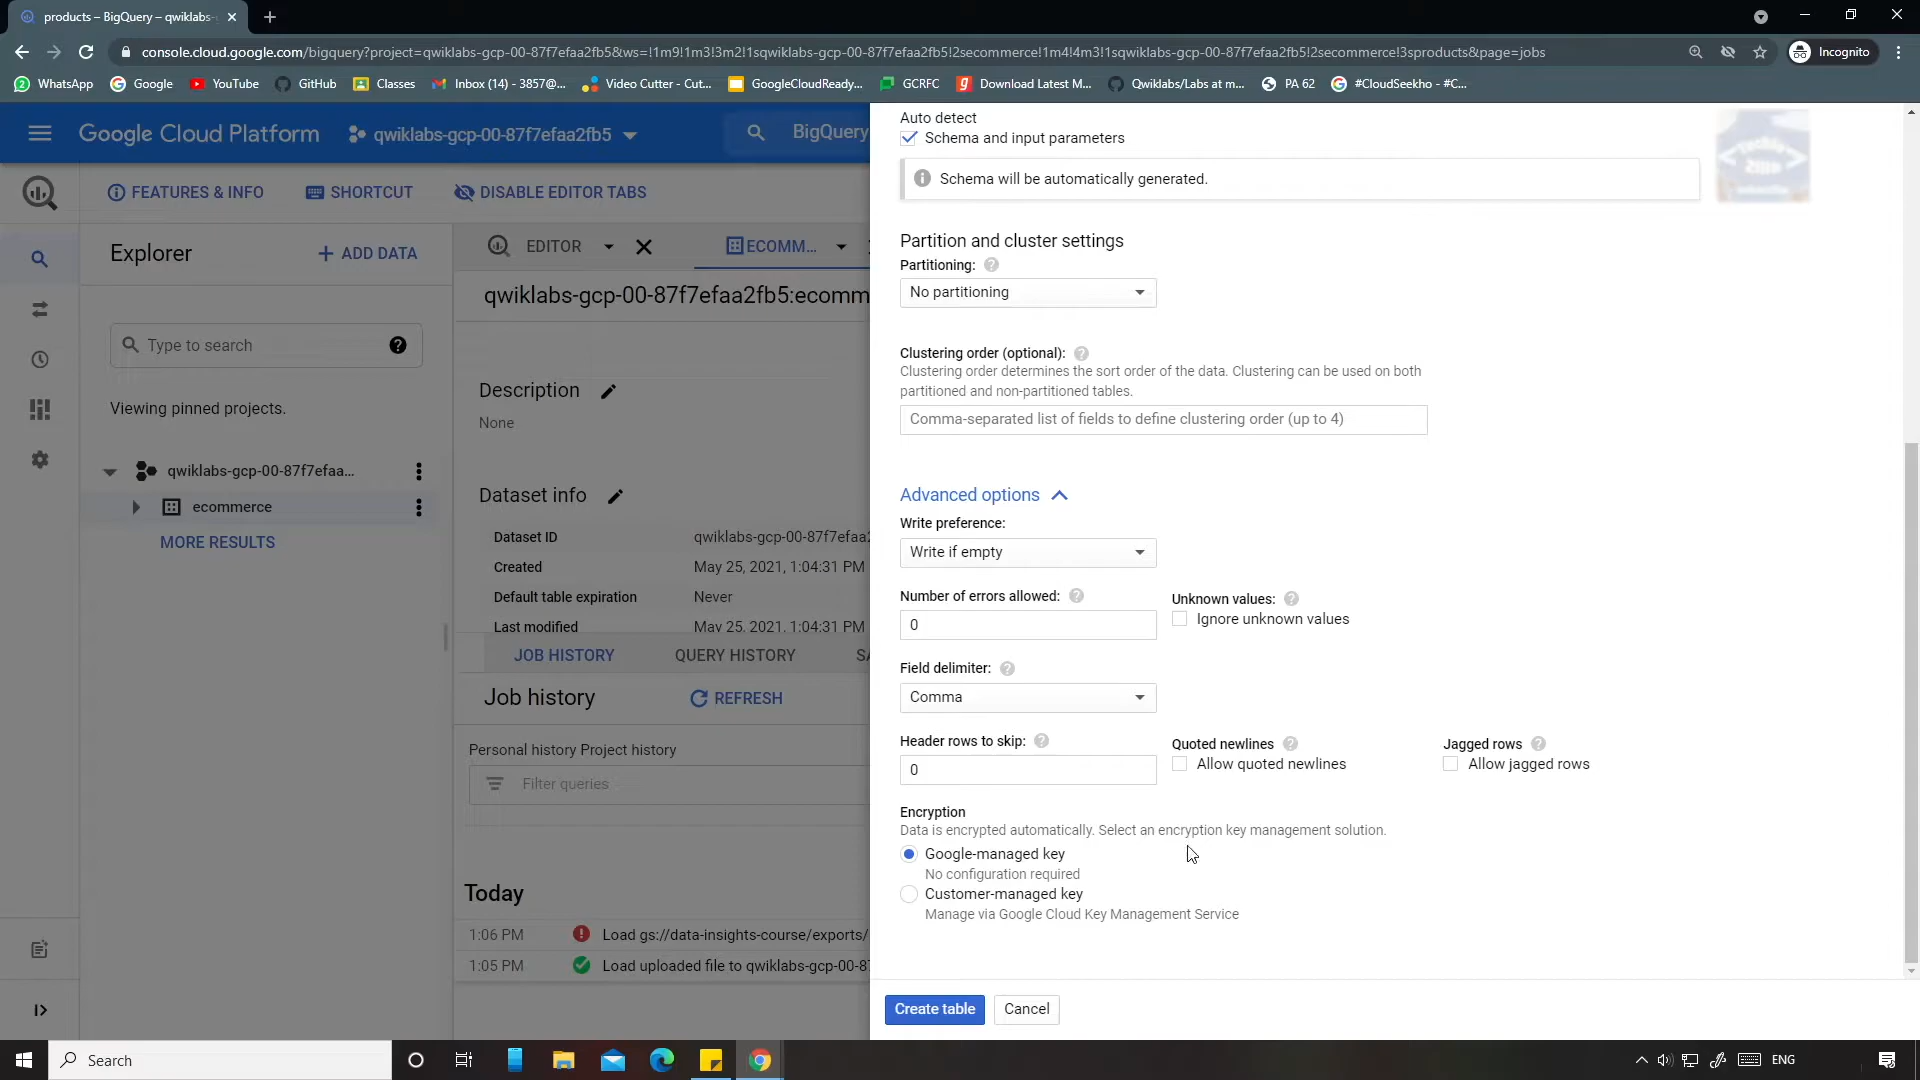 products – BigQuery – qwiklabs-
console.cloud.google.com/bigquery?project=qwiklabs-gcp-00-87f7efaa2fb5&ws=!1m9!1m3!3m2!1sqwiklabs-gcp-00-87f7efaa2fb5!2secommerce!1m4!4m3!1sqwiklabs-gcp-00-87f7efaa2fb5!2secommerce!3sproducts&page=jobs
Incognito
WhatsApp
Google
YouTube
GitHub
Classes
Inbox (14) - 3857@...
Video Cutter - Cut...
GoogleCloudReady...
GCRFC
Download Latest M...
Qwiklabs/Labs at m...
PA 62
#CloudSeekho - #C...
Google Cloud Platform
qwiklabs-gcp-00-87f7efaa2fb5
BigQuery
FEATURES & INFO
SHORTCUT
DISABLE EDITOR TABS
Explorer
ADD DATA
Type to search
Viewing pinned projects.
qwiklabs-gcp-00-87f7efaa...
ecommerce
MORE RESULTS
EDITOR
ECOMM...
qwiklabs-gcp-00-87f7efaa2fb5:ecomm
Description
None
Dataset info
Dataset ID qwiklabs-gcp-00-87f7efaa2
Created May 25, 2021, 1:04:31 PM
Default table expiration Never
Last modified May 25, 2021, 1:04:31 PM
JOB HISTORY
QUERY HISTORY
SA
Job history
REFRESH
Personal history Project history
Filter queries
Today
1:06 PM Load gs://data-insights-course/exports/
1:05 PM Load uploaded file to qwiklabs-gcp-00-8
Auto detect
Schema and input parameters
Schema will be automatically generated.
Partition and cluster settings
Partitioning:
No partitioning
Clustering order (optional):
Clustering order determines the sort order of the data. Clustering can be used on both
partitioned and non-partitioned tables.
Comma-separated list of fields to define clustering order (up to 4)
Advanced options
Write preference:
Write if empty
Number of errors allowed:
0
Unknown values:
Ignore unknown values
Field delimiter:
Comma
Header rows to skip:
0
Quoted newlines
Allow quoted newlines
Jagged rows
Allow jagged rows
Encryption
Data is encrypted automatically. Select an encryption key management solution.
Google-managed key
No configuration required
Customer-managed key
Manage via Google Cloud Key Management Service
Create table
Cancel
Search
ENG